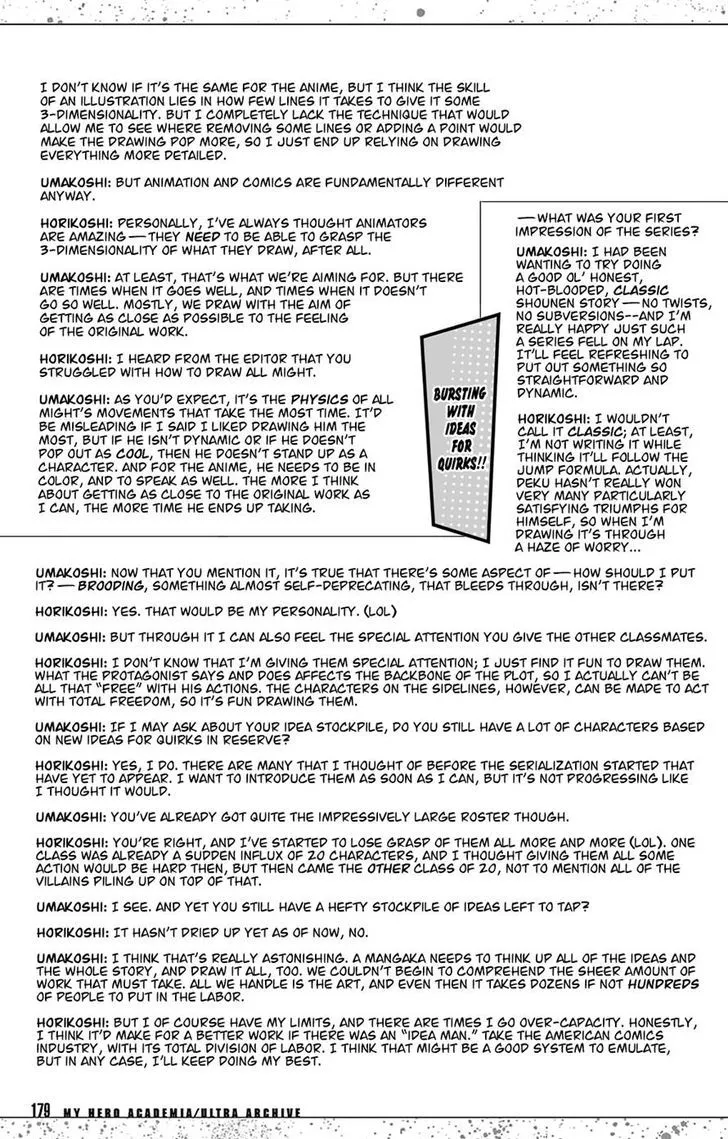 I DON'T KNOW IF IT'S THE SAME FOR THE ANIME, BUT I THINK THE SKILL
OF AN ILLUSTRATION LIES IN HOW FEW LINES IT TAKES TO GIVE IT SOME
3-DIMENSIONALITY. BUT I COMPLETELY LACK THE TECHNIQUE THAT WOULD
ALLOW ME TO SEE WHERE REMOVING SOME LINES OR ADDING A POINT WOULD
MAKE THE DRAWING POP MORE, SO I JUST END UP RELYING ON DRAWING
EVERYTHING MORE DETAILED.
UMAKOSHI: BUT ANIMATION AND COMICS ARE FUNDAMENTALLY DIFFERENT
ANYWAY.
HORIKOSHI: PERSONALLY, I'VE ALWAYS THOUGHT ANIMATORS
ARE AMAZING—THEY NEED TO BE ABLE TO GRASP THE
3-DIMENSIONALITY OF WHAT THEY DRAW, AFTER ALL.
UMAKOSHI: AT LEAST, THAT'S WHAT WE'RE AIMING FOR. BUT THERE
ARE TIMES WHEN IT GOES WELL, AND TIMES WHEN IT DOESN'T
GO SO WELL. MOSTLY, WE DRAW WITH THE AIM OF
GETTING AS CLOSE AS POSSIBLE TO THE FEELING
OF THE ORIGINAL WORK.
HORIKOSHI: I HEARD FROM THE EDITOR THAT YOU
STRUGGLED WITH HOW TO DRAW ALL MIGHT.
UMAKOSHI: AS YOU'D EXPECT, IT'S THE PHYSICS OF ALL
MIGHT'S MOVEMENTS THAT TAKE THE MOST TIME. IT'D
BE MISLEADING IF I SAID I LIKED DRAWING HIM THE
MOST, BUT IF HE ISN'T DYNAMIC OR IF HE DOESN'T
POP OUT AS COOL, THEN HE DOESN'T STAND UP AS A
CHARACTER. AND FOR THE ANIME, HE NEEDS TO BE IN
COLOR, AND TO SPEAK AS WELL. THE MORE I THINK
ABOUT GETTING AS CLOSE TO THE ORIGINAL WORK AS
I CAN, THE MORE TIME HE ENDS UP TAKING.
BURSTING
WITH
IDEAS
FOR
QUIRKS!!
—WHAT WAS YOUR FIRST
IMPRESSION OF THE SERIES?
UMAKOSHI: I HAD BEEN
WANTING TO TRY DOING
A GOOD OL' HONEST,
HOT-BLOODED, CLASSIC
SHOUNEN STORY—NO TWISTS,
NO SUBVERSIONS--AND I'M
REALLY HAPPY JUST SUCH
A SERIES FELL ON MY LAP.
IT'LL FEEL REFRESHING TO
PUT OUT SOMETHING SO
STRAIGHTFORWARD AND
DYNAMIC.
HORIKOSHI: I WOULDN'T
CALL IT CLASSIC; AT LEAST,
I'M NOT WRITING IT WHILE
THINKING IT'LL FOLLOW THE
JUMP FORMULA. ACTUALLY,
DEKU HASN'T REALLY WON
VERY MANY PARTICULARLY
SATISFYING TRIUMPHS FOR
HIMSELF, SO WHEN I'M
DRAWING IT'S THROUGH
A HAZE OF WORRY...
UMAKOSHI: NOW THAT YOU MENTION IT, IT'S TRUE THAT THERE'S SOME ASPECT OF—HOW SHOULD I PUT
IT?—BROODING, SOMETHING ALMOST SELF-DEPRECATING, THAT BLEEDS THROUGH, ISN'T THERE?
HORIKOSHI: YES. THAT WOULD BE MY PERSONALITY. (LOL)
UMAKOSHI: BUT THROUGH IT I CAN ALSO FEEL THE SPECIAL ATTENTION YOU GIVE THE OTHER CLASSMATES.
HORIKOSHI: I DON'T KNOW THAT I'M GIVING THEM SPECIAL ATTENTION; I JUST FIND IT FUN TO DRAW THEM.
WHAT THE PROTAGONIST SAYS AND DOES AFFECTS THE BACKBONE OF THE PLOT, SO I ACTUALLY CAN'T BE
ALL THAT "FREE" WITH HIS ACTIONS. THE CHARACTERS ON THE SIDELINES, HOWEVER, CAN BE MADE TO ACT
WITH TOTAL FREEDOM, SO IT'S FUN DRAWING THEM.
UMAKOSHI: IF I MAY ASK ABOUT YOUR IDEA STOCKPILE, DO YOU STILL HAVE A LOT OF CHARACTERS BASED
ON NEW IDEAS FOR QUIRKS IN RESERVE?
HORIKOSHI: YES, I DO. THERE ARE MANY THAT I THOUGHT OF BEFORE THE SERIALIZATION STARTED THAT
HAVE YET TO APPEAR. I WANT TO INTRODUCE THEM AS SOON AS I CAN, BUT IT'S NOT PROGRESSING LIKE
I THOUGHT IT WOULD.
UMAKOSHI: YOU'VE ALREADY GOT QUITE THE IMPRESSIVELY LARGE ROSTER THOUGH.
HORIKOSHI: YOU'RE RIGHT, AND I'VE STARTED TO LOSE GRASP OF THEM ALL MORE AND MORE (LOL). ONE
CLASS WAS ALREADY A SUDDEN INFLUX OF 20 CHARACTERS, AND I THOUGHT GIVING THEM ALL SOME
ACTION WOULD BE HARD THEN, BUT THEN CAME THE OTHER CLASS OF 20, NOT TO MENTION ALL OF THE
VILLAINS PILING UP ON TOP OF THAT.
UMAKOSHI: I SEE. AND YET YOU STILL HAVE A HEFTY STOCKPILE OF IDEAS LEFT TO TAP?
HORIKOSHI: IT HASN'T DRIED UP YET AS OF NOW, NO.
UMAKOSHI: I THINK THAT'S REALLY ASTONISHING. A MANGAKA NEEDS TO THINK UP ALL OF THE IDEAS AND
THE WHOLE STORY, AND DRAW IT ALL, TOO. WE COULDN'T BEGIN TO COMPREHEND THE SHEER AMOUNT OF
WORK THAT MUST TAKE. ALL WE HANDLE IS THE ART, AND EVEN THEN IT TAKES DOZENS IF NOT HUNDREDS
OF PEOPLE TO PUT IN THE LABOR.
HORIKOSHI: BUT I OF COURSE HAVE MY LIMITS, AND THERE ARE TIMES I GO OVER-CAPACITY. HONESTLY,
I THINK IT'D MAKE FOR A BETTER WORK IF THERE WAS AN "IDEA MAN." TAKE THE AMERICAN COMICS
INDUSTRY, WITH ITS TOTAL DIVISION OF LABOR. I THINK THAT MIGHT BE A GOOD SYSTEM TO EMULATE,
BUT IN ANY CASE, I'LL KEEP DOING MY BEST.
179 MY HERO ACADEMIA/ULTRA ARCHIVE